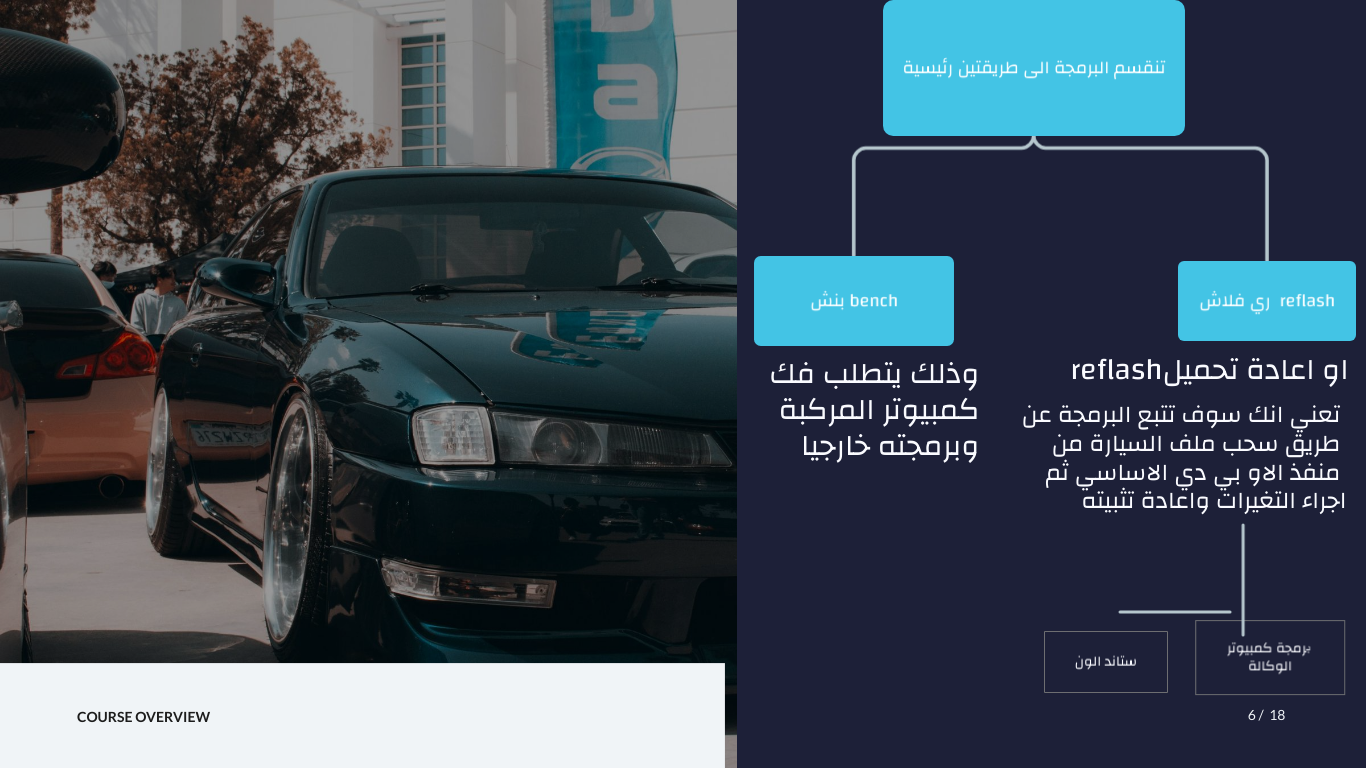 تنقسم البرمجة الى طريقتين رئيسية
reflash ري فلاش
bench بنش
او اعادة تحميلreflash
تعني انك سوف تتبع البرمجة عن
طريق سحب ملف السيارة من
منفذ الاو بي دي الاساسي ثم
اجراء التغيرات واعادة تثبيته
وذلك يتطلب فك
كمبيوتر المركبة
وبرمجته خارجيا
برمجة كمبيوتر
الوكالة
ستاند الون
6 / 18
COURSE OVERVIEW